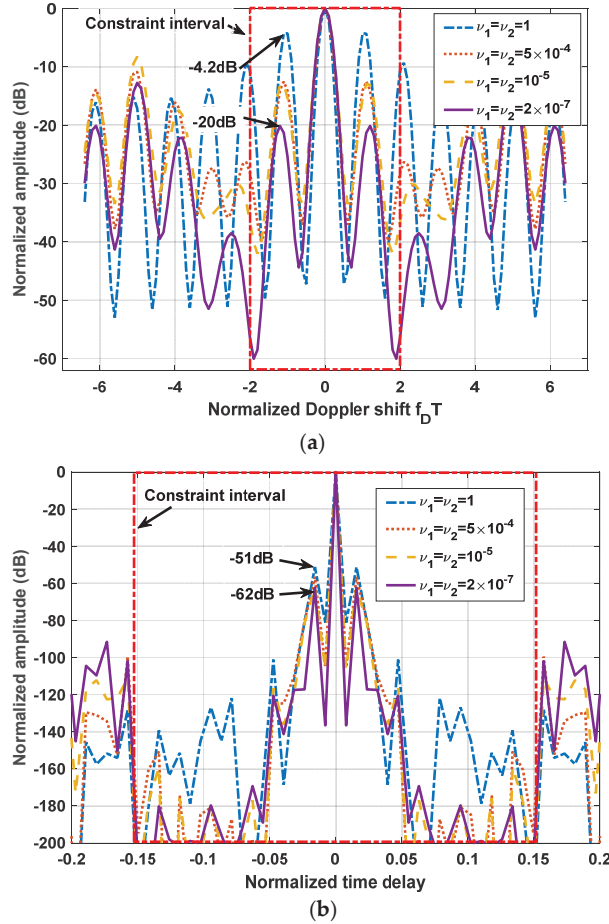 0
-10
-20
-30
-40
-50
-60
Normalized amplitude (dB)
Constraint interval
-4.2dB
-20dB
ν₁=ν₂=1
ν₁=ν₂=5×10⁻⁴
ν₁=ν₂=10⁻⁵
ν₁=ν₂=2×10⁻⁷
-6 -4 -2 0 2 4 6
Normalized Doppler shift f_DT
(a)
0
-20
-40
-60
-80
-100
-120
-140
-160
-180
-200
Normalized amplitude (dB)
Constraint interval
-51dB
-62dB
ν₁=ν₂=1
ν₁=ν₂=5×10⁻⁴
ν₁=ν₂=10⁻⁵
ν₁=ν₂=2×10⁻⁷
-0.2 -0.15 -0.1 -0.05 0 0.05 0.1 0.15 0.2
Normalized time delay
(b)